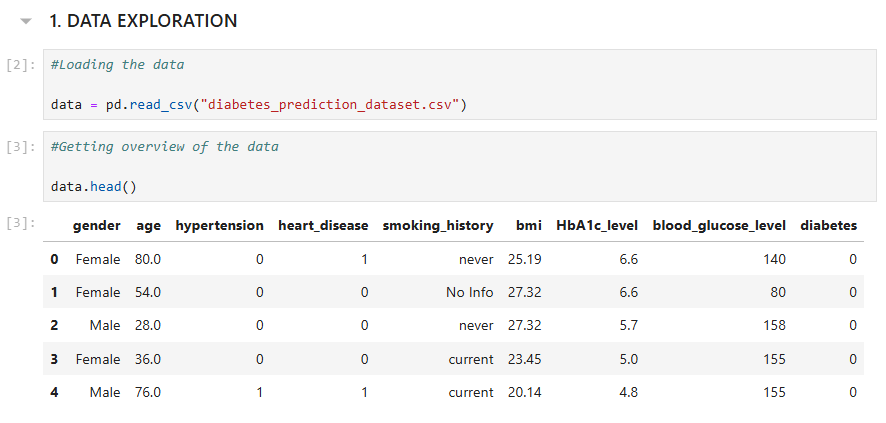 1. DATA EXPLORATION
[2]: #Loading the data
data = pd.read_csv("diabetes_prediction_dataset.csv")
[3]: #Getting overview of the data
data.head()
[3]: gender age hypertension heart_disease smoking_history bmi HbA1c_level blood_glucose_level diabetes
0 Female 80.0 0 1 never 25.19 6.6 140 0
1 Female 54.0 0 0 No Info 27.32 6.6 80 0
2 Male 28.0 0 0 never 27.32 5.7 158 0
3 Female 36.0 0 0 current 23.45 5.0 155 0
4 Male 76.0 1 1 current 20.14 4.8 155 0